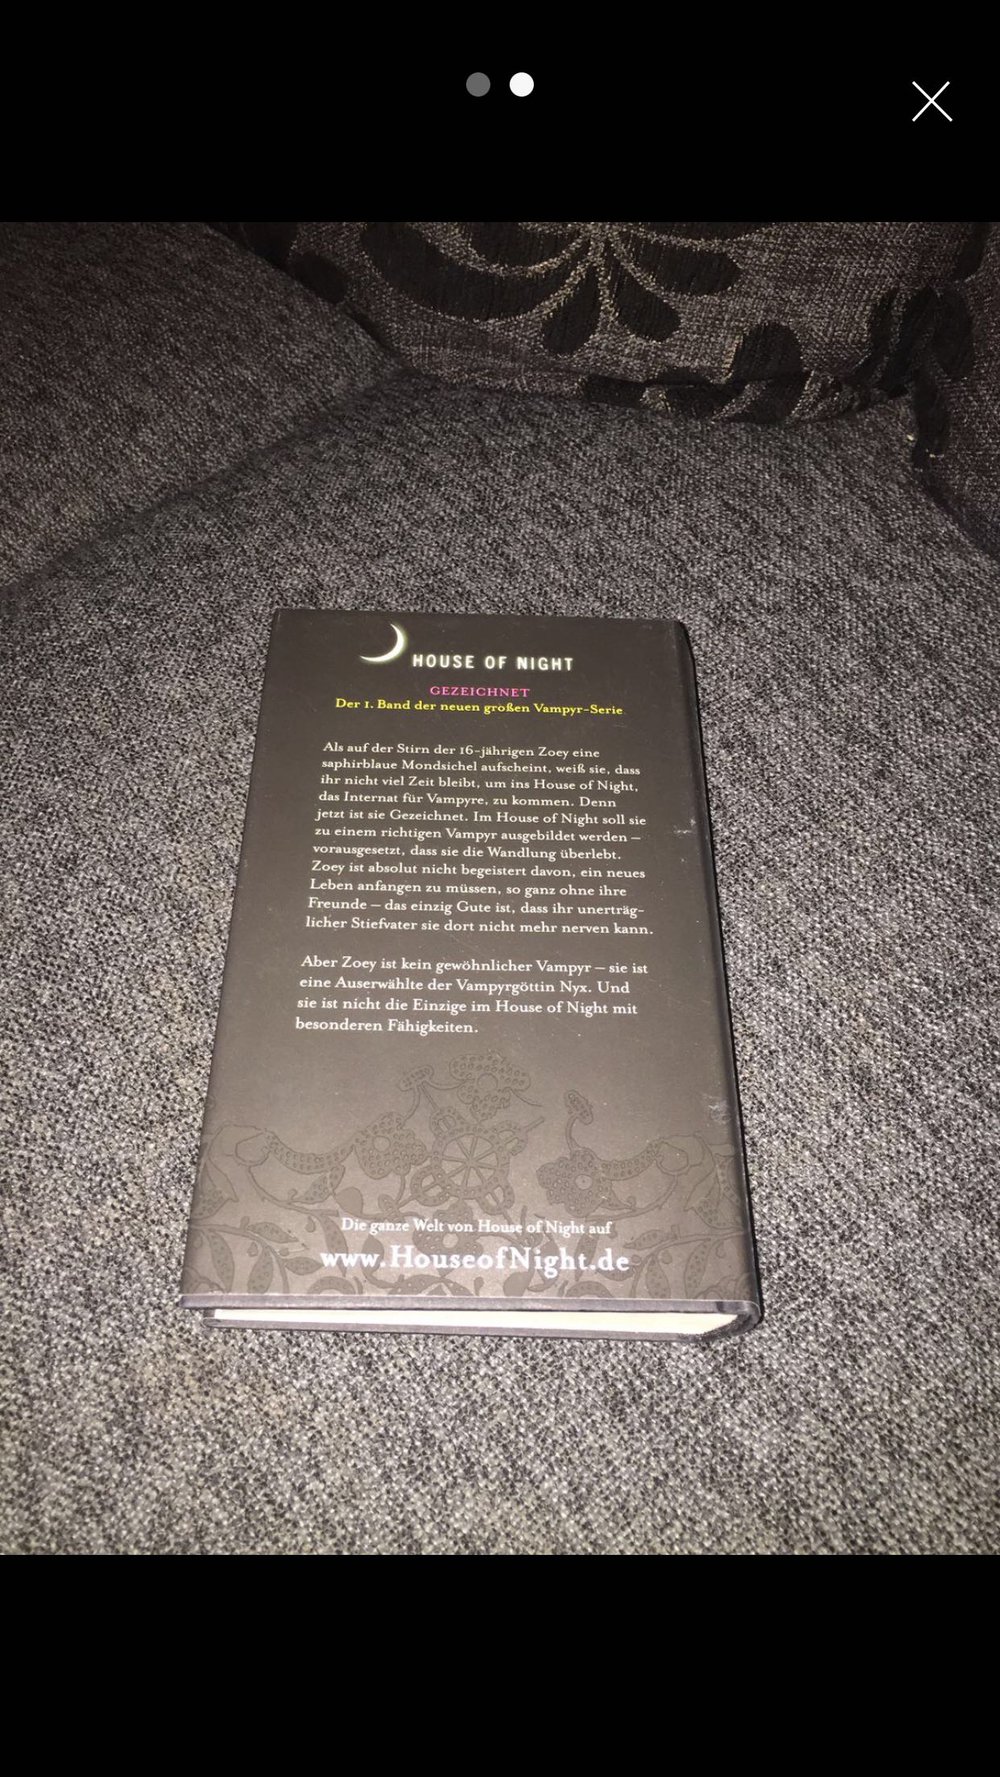 HOUSE OF NIGHT
GEZEICHNET
Der 1. Band der neuen großen Vampyr-Serie
Als auf der Stirn der 16-jährigen Zoey eine
saphirblaue Mondsichel aufscheint, weiß sie, dass
ihr nicht viel Zeit bleibt, um ins House of Night,
das Internat für Vampyre, zu kommen. Denn
jetzt ist sie Gezeichnet. Im House of Night soll sie
zu einem richtigen Vampyr ausgebildet werden –
vorausgesetzt, dass sie die Wandlung überlebt.
Zoey ist absolut nicht begeistert davon, ein neues
Leben anfangen zu müssen, so ganz ohne ihre
Freunde – das einzig Gute ist, dass ihr unerträg-
licher Stiefvater sie dort nicht mehr nerven kann.
Aber Zoey ist kein gewöhnlicher Vampyr – sie ist
eine Auserwählte der Vampyrgöttin Nyx. Und
sie ist nicht die Einzige im House of Night mit
besonderen Fähigkeiten.
Die ganze Welt von House of Night auf
www.HouseofNight.de